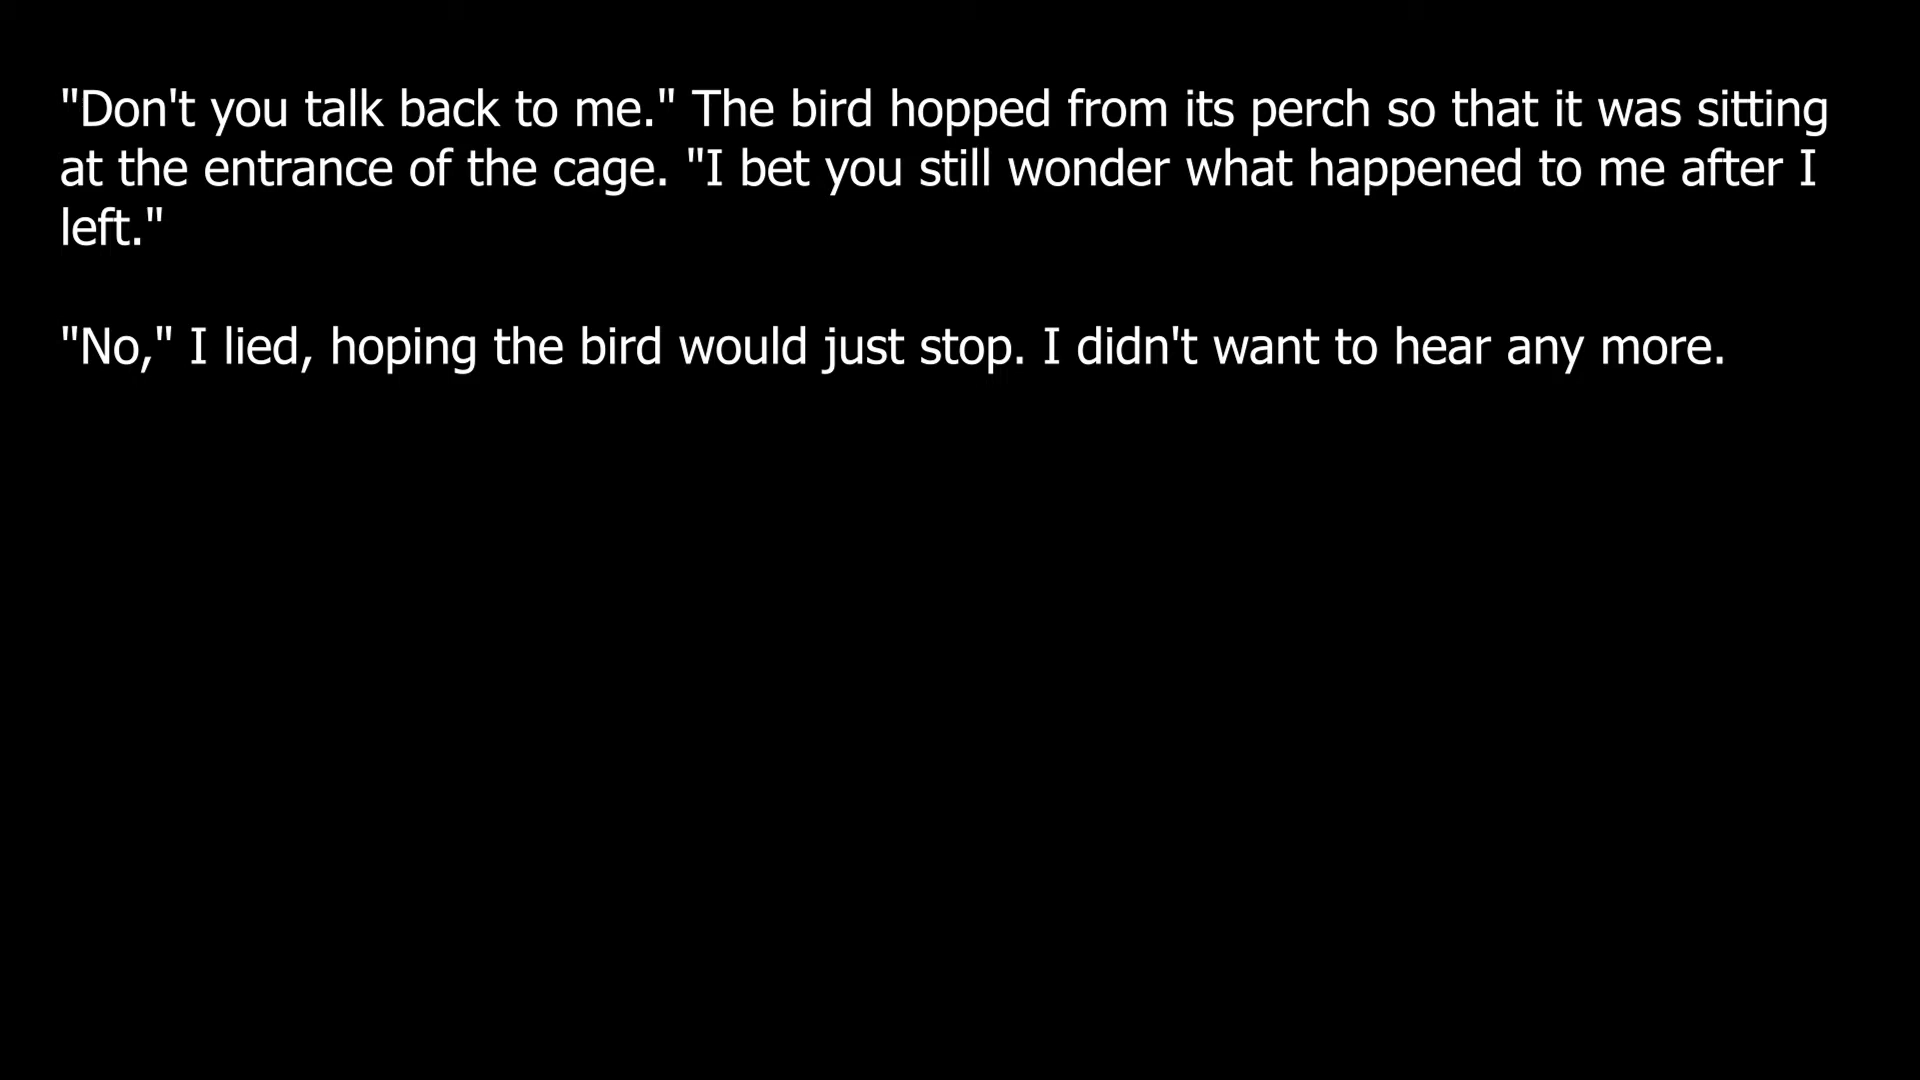 "Don't you talk back to me." The bird hopped from its perch so that it was sitting
at the entrance of the cage. "I bet you still wonder what happened to me after I
left."
"No," I lied, hoping the bird would just stop. I didn't want to hear any more.